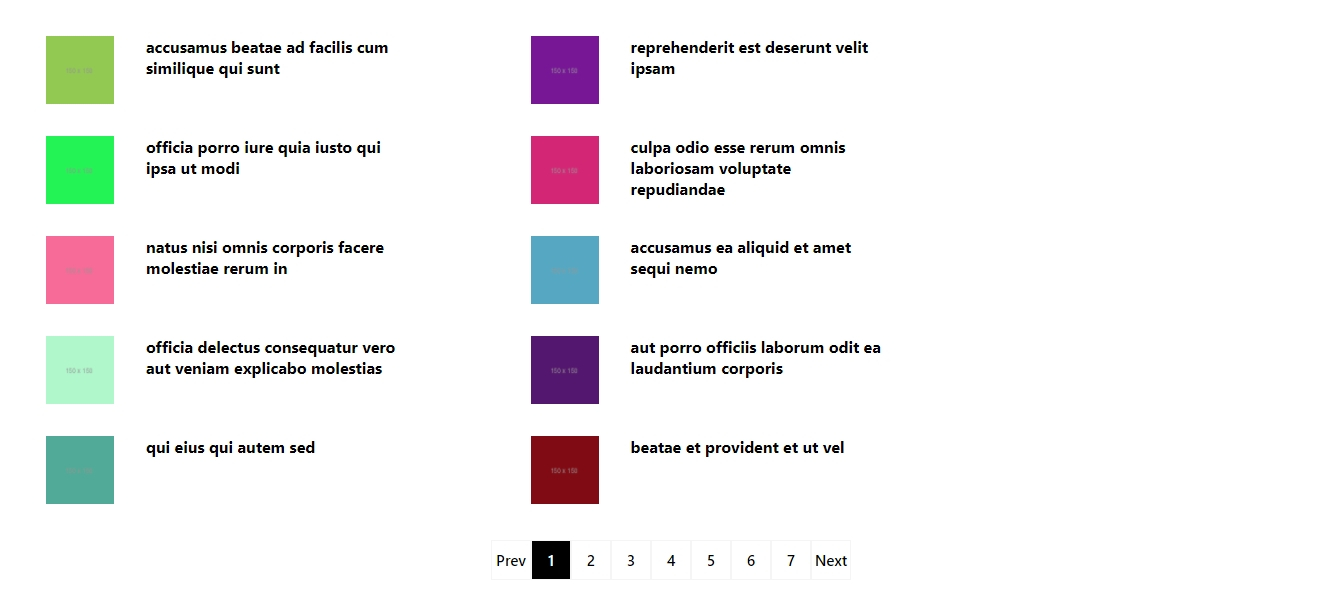 150 x 150
accusamus beatae ad facilis cum
similique qui sunt
150 x 150
reprehenderit est deserunt velit
ipsam
150 x 150
officia porro iure quia iusto qui
ipsa ut modi
150 x 150
culpa odio esse rerum omnis
laboriosam voluptate
repudiandae
150 x 150
natus nisi omnis corporis facere
molestiae rerum in
150 x 150
accusamus ea aliquid et amet
sequi nemo
150 x 150
officia delectus consequatur vero
aut veniam explicabo molestias
150 x 150
aut porro officiis laborum odit ea
laudantium corporis
150 x 150
qui eius qui autem sed
150 x 150
beatae et provident et ut vel
Prev 1 2 3 4 5 6 7 Next